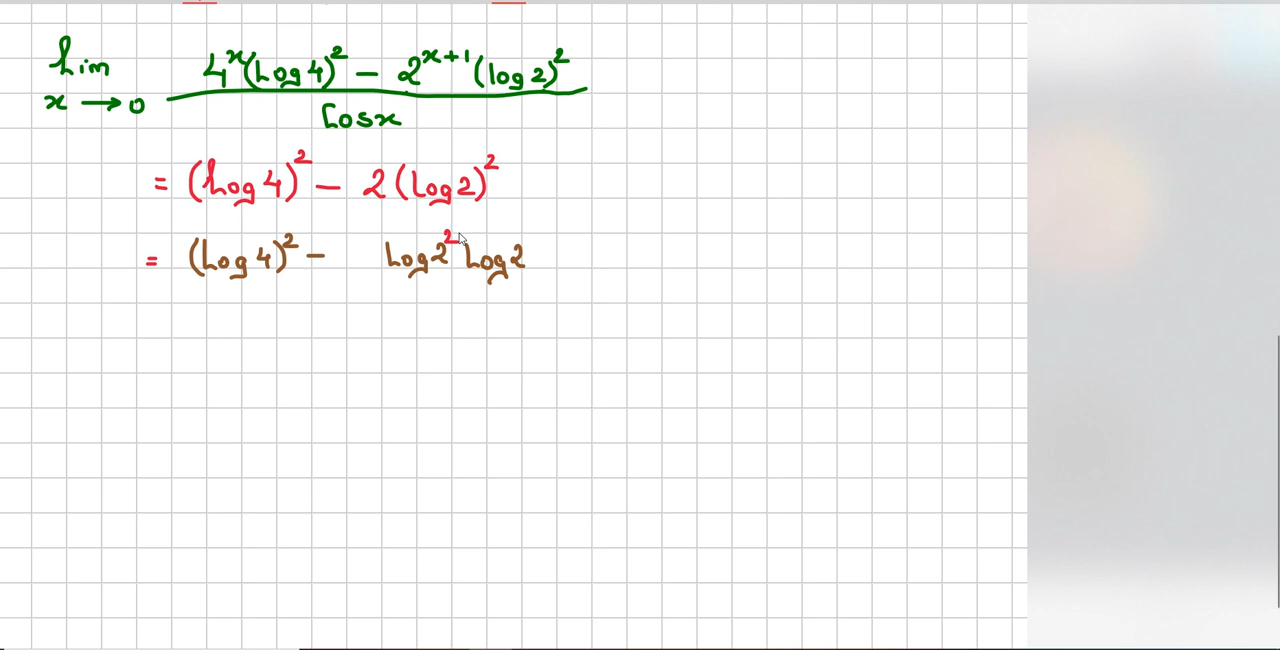 lim x → 0 4^x (log 4)^2 − 2^{x+1} (log 2)^2 / Cos x
= (log 4)^2 − 2 (log 2)^2
= (log 4)^2 − log 2^2 log 2